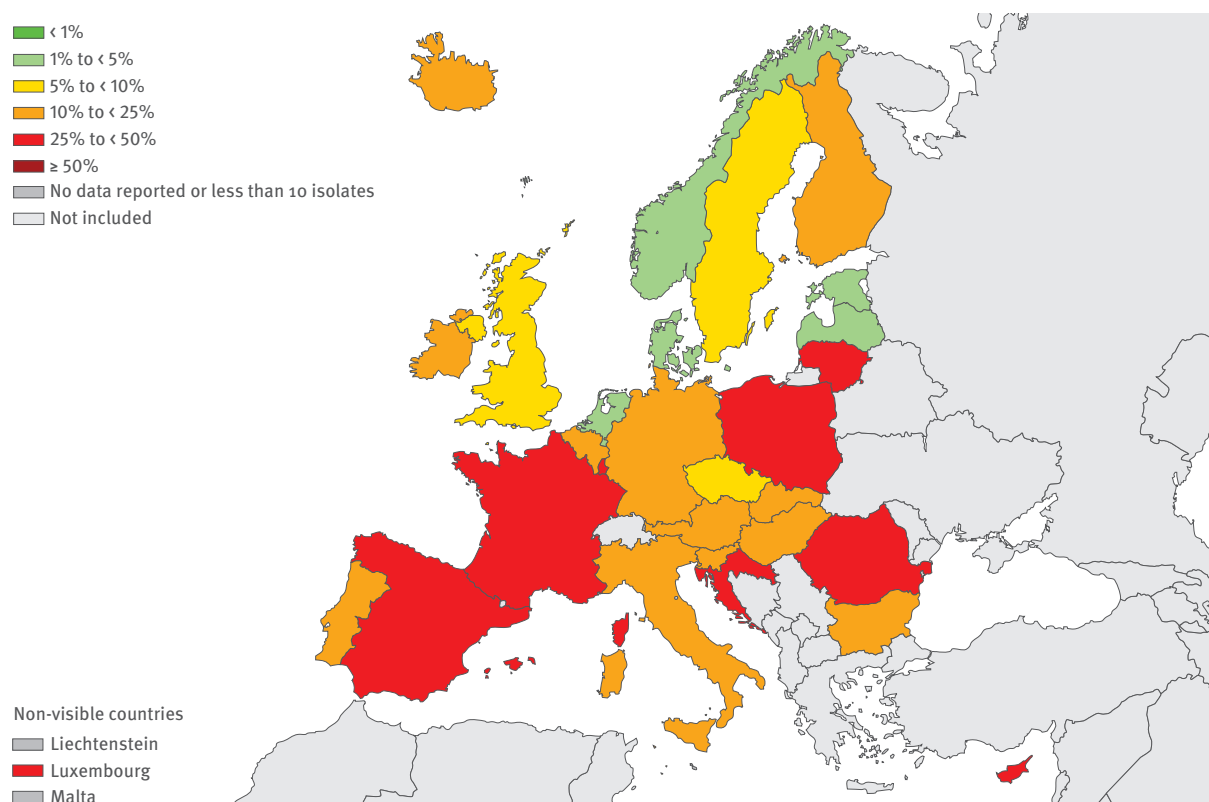 < 1%
1% to < 5%
5% to < 10%
10% to < 25%
25% to < 50%
≥ 50%
No data reported or less than 10 isolates
Not included
Non-visible countries
Liechtenstein
Luxembourg
Malta